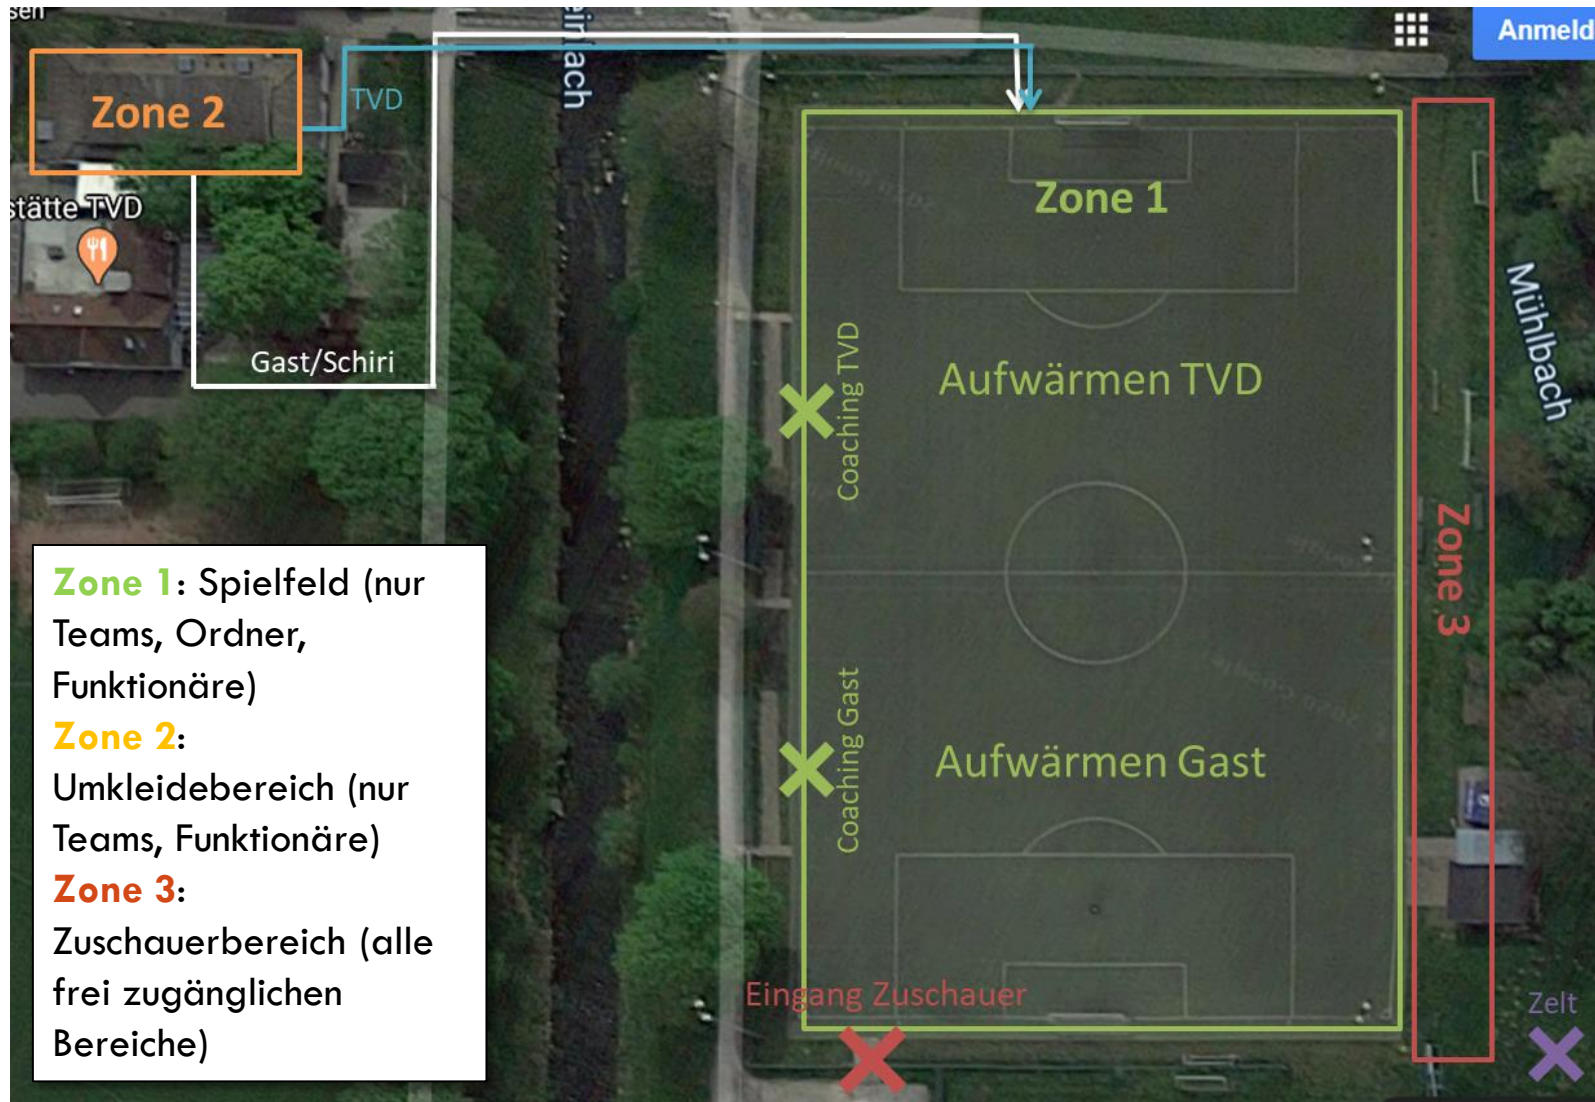 sen
Anmeld
Zone 2
TVD
einbach
stätte TVD
Zone 1
Gast/Schiri
Mühlbach
Coaching TVD
Aufwärmen TVD
Zone 3
Coaching Gast
Aufwärmen Gast
Eingang Zuschauer
Zelt
Zone 1: Spielfeld (nur
Teams, Ordner,
Funktionäre)
Zone 2:
Umkleidebereich (nur
Teams, Funktionäre)
Zone 3:
Zuschauerbereich (alle
frei zugänglichen
Bereiche)